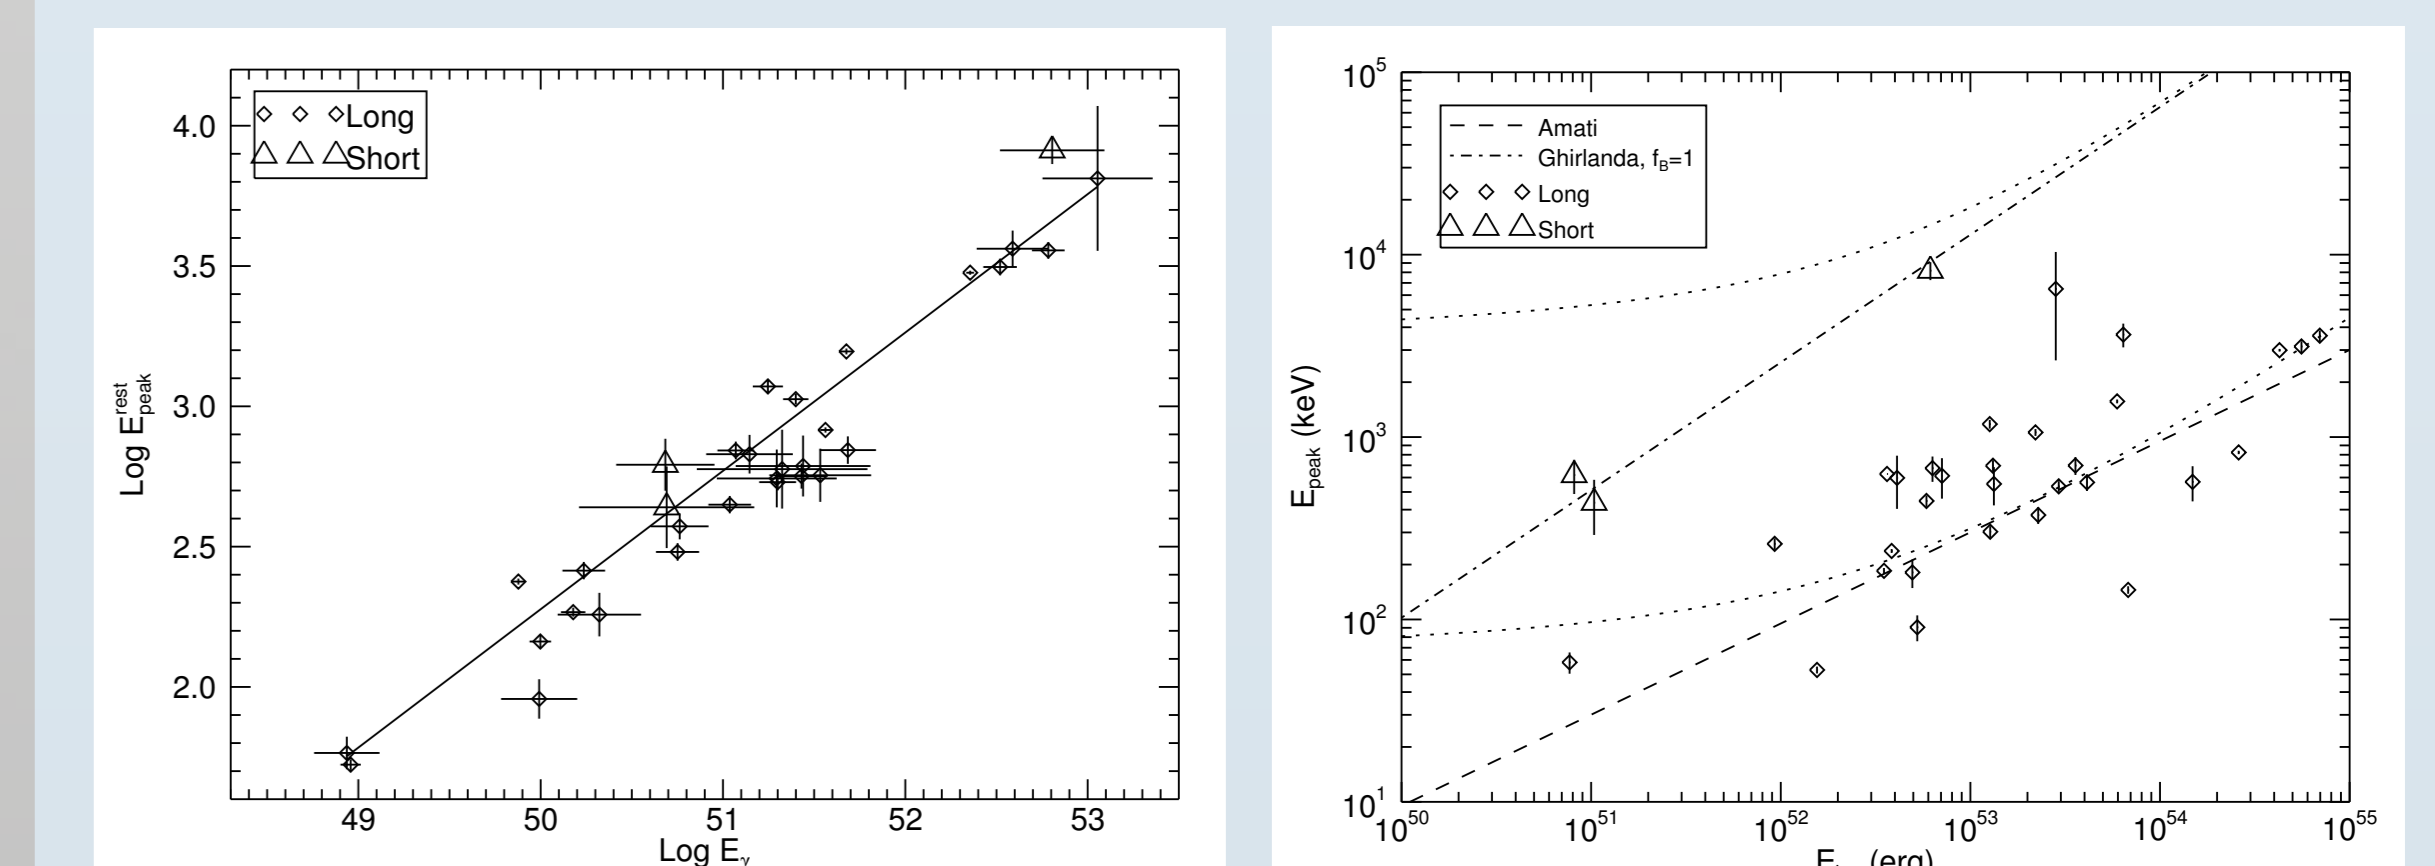 Long
Short
4.0
3.5
3.0
2.5
2.0
Log E^rest_peak
49 50 51 52 53
Log E_γ
Amati
Ghirlanda, f_B=1
Long
Short
10^5
10^4
10^3
10^2
10^1
E_peak (keV)
10^50 10^51 10^52 10^53 10^54 10^55
(erg)